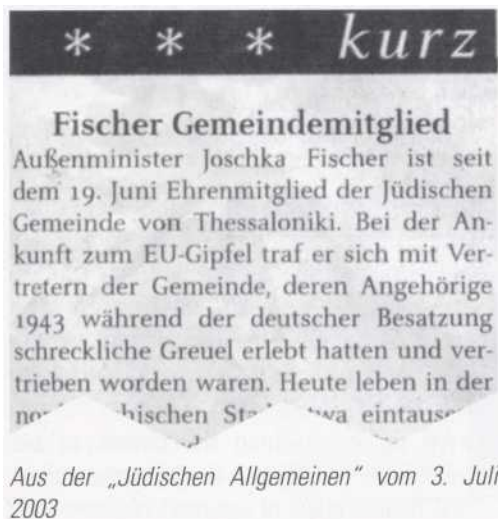 * * * kurz
Fischer Gemeindemitglied
Außenminister Joschka Fischer ist seit
dem 19. Juni Ehrenmitglied der Jüdischen
Gemeinde von Thessaloniki. Bei der An-
kunft zum EU-Gipfel traf er sich mit Ver-
tretern der Gemeinde, deren Angehörige
1943 während der deutscher Besatzung
schreckliche Greuel erlebt hatten und ver-
trieben worden waren. Heute leben in der
Aus der „Jüdischen Allgemeinen“ vom 3. Juli
2003